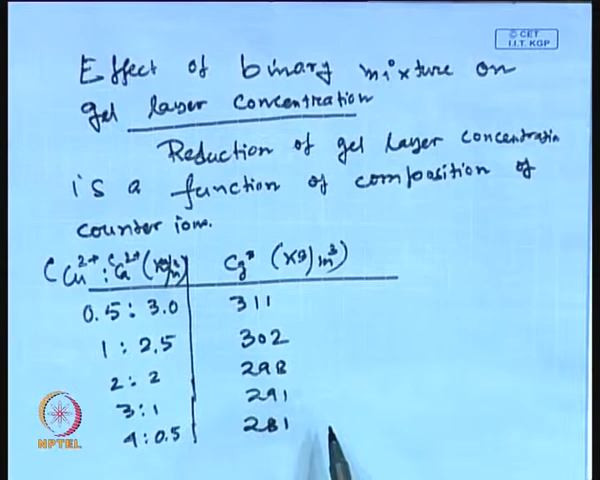 © CET
I.I.T. KGP
Effect of binary mixture on
gel layer concentration
Reduction of gel layer concentration
is a function of composition of
counter ions.
C Cu²⁺ : Ca²⁺ (kg/m³) Cg* (kg/m³)
0.5 : 3.0 311
1 : 2.5 302
2 : 2 298
3 : 1 291
4 : 0.5 281
NPTEL